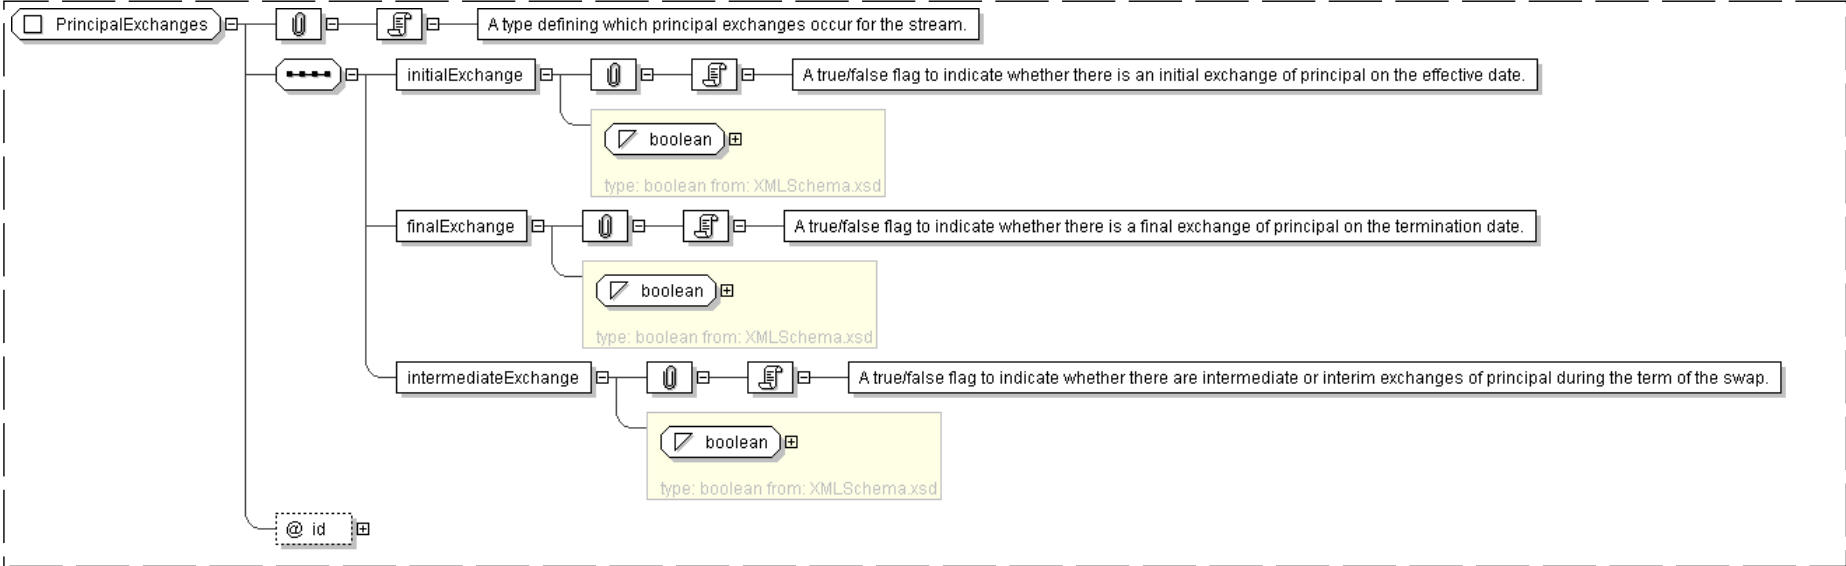 PrincipalExchanges
A type defining which principal exchanges occur for the stream.
initialExchange
A true/false flag to indicate whether there is an initial exchange of principal on the effective date.
boolean
type: boolean from: XMLSchema.xsd
finalExchange
A true/false flag to indicate whether there is a final exchange of principal on the termination date.
boolean
type: boolean from: XMLSchema.xsd
intermediateExchange
A true/false flag to indicate whether there are intermediate or interim exchanges of principal during the term of the swap.
boolean
type: boolean from: XMLSchema.xsd
@ id